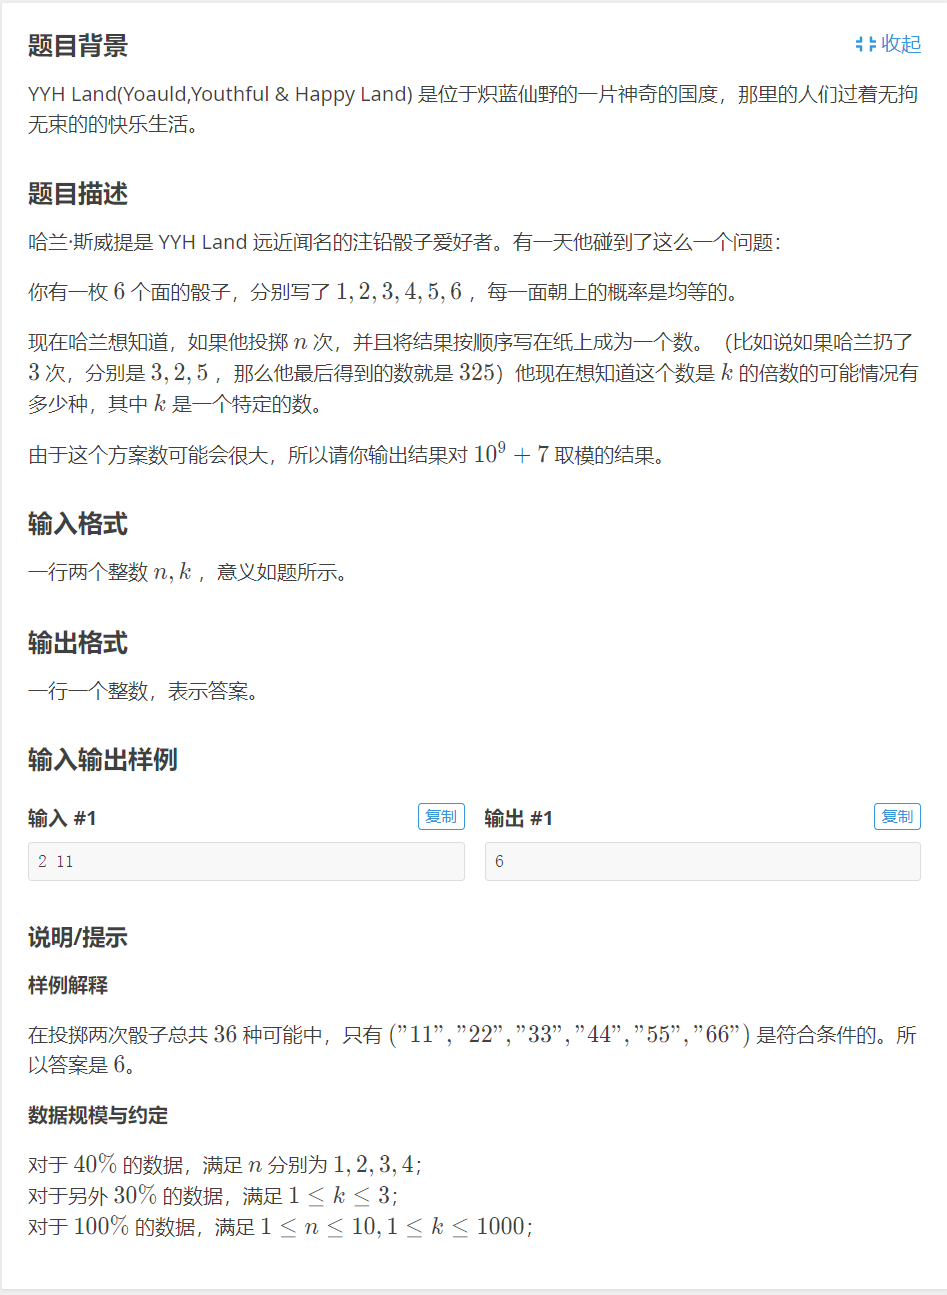 题目背景
收起
YYH Land(Yoauld,Youthful & Happy Land) 是位于炽蓝仙野的一片神奇的国度，那里的人们过着无拘
无束的的快乐生活。
题目描述
哈兰·斯威提是 YYH Land 远近闻名的注铅骰子爱好者。有一天他碰到了这么一个问题：
你有一枚 6 个面的骰子，分别写了 1, 2, 3, 4, 5, 6 ，每一面朝上的概率是均等的。
现在哈兰想知道，如果他投掷 n 次，并且将结果按顺序写在纸上成为一个数。（比如说如果哈兰扔了
3 次，分别是 3, 2, 5 ，那么他最后得到的数就是 325）他现在想知道这个数是 k 的倍数的可能情况有
多少种，其中 k 是一个特定的数。
由于这个方案数可能会很大，所以请你输出结果对 10⁹ + 7 取模的结果。
输入格式
一行两个整数 n, k ，意义如题所示。
输出格式
一行一个整数，表示答案。
输入输出样例
输入 #1
复制
输出 #1
复制
2 11
6
说明/提示
样例解释
在投掷两次骰子总共 36 种可能中，只有 (”11”, ”22”, ”33”, ”44”, ”55”, ”66”) 是符合条件的。所
以答案是 6。
数据规模与约定
对于 40% 的数据，满足 n 分别为 1, 2, 3, 4；
对于另外 30% 的数据，满足 1 ≤ k ≤ 3；
对于 100% 的数据，满足 1 ≤ n ≤ 10, 1 ≤ k ≤ 1000；